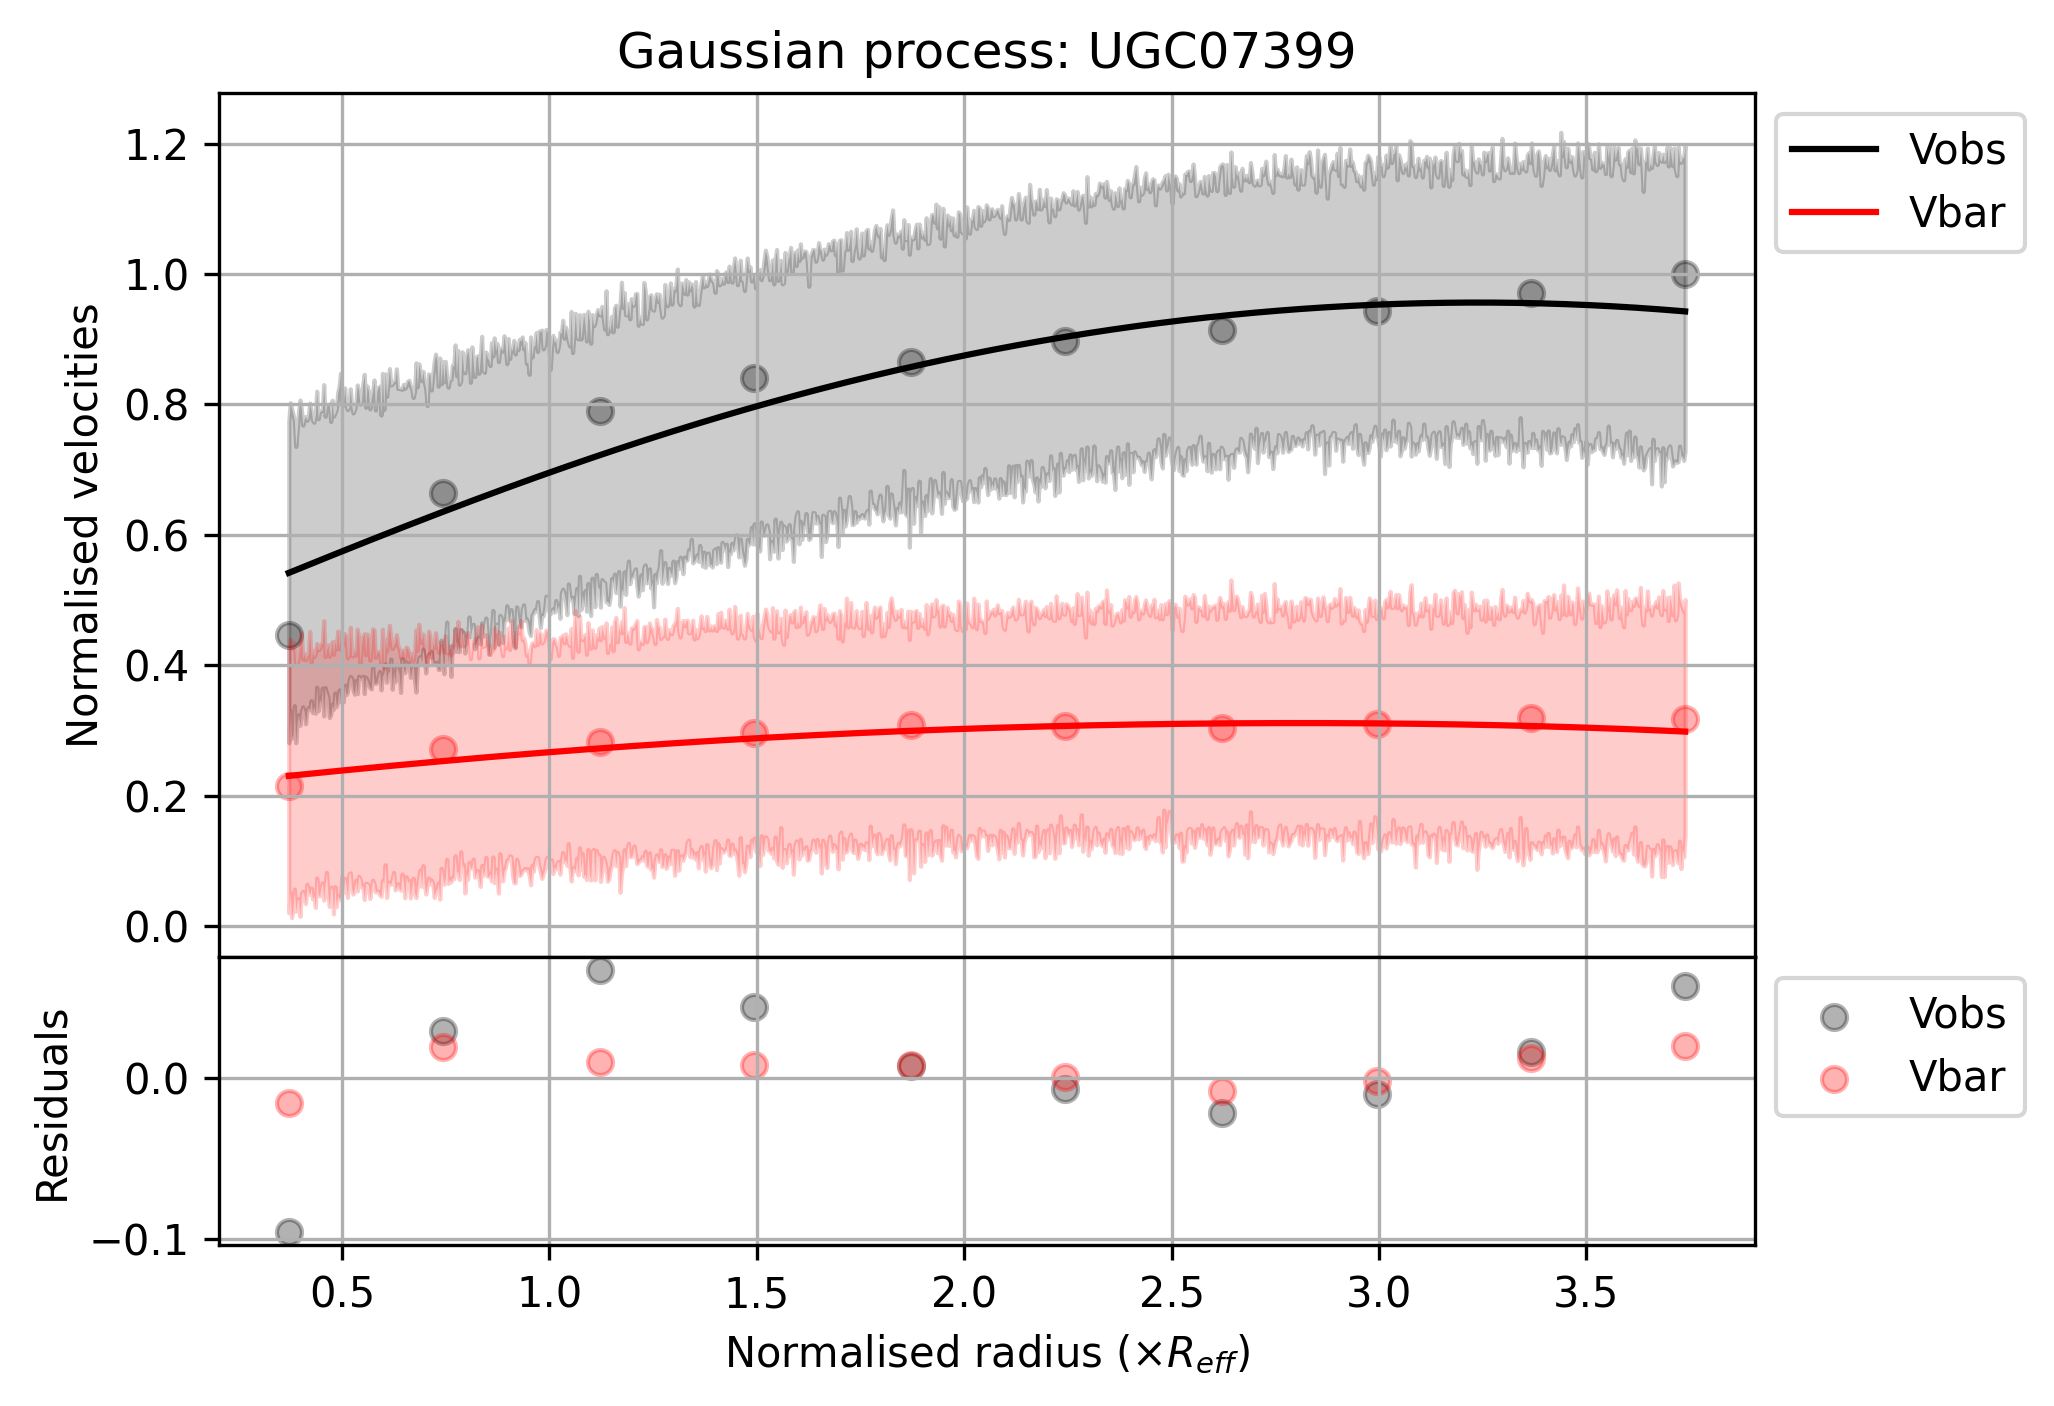 Gaussian process: UGC07399
1.2
1.0
0.8
0.6
0.4
0.2
0.0
Normalised velocities
Vobs
Vbar
0.0
−0.1
Residuals
Vobs
Vbar
0.5 1.0 1.5 2.0 2.5 3.0 3.5
Normalised radius (×R_eff)